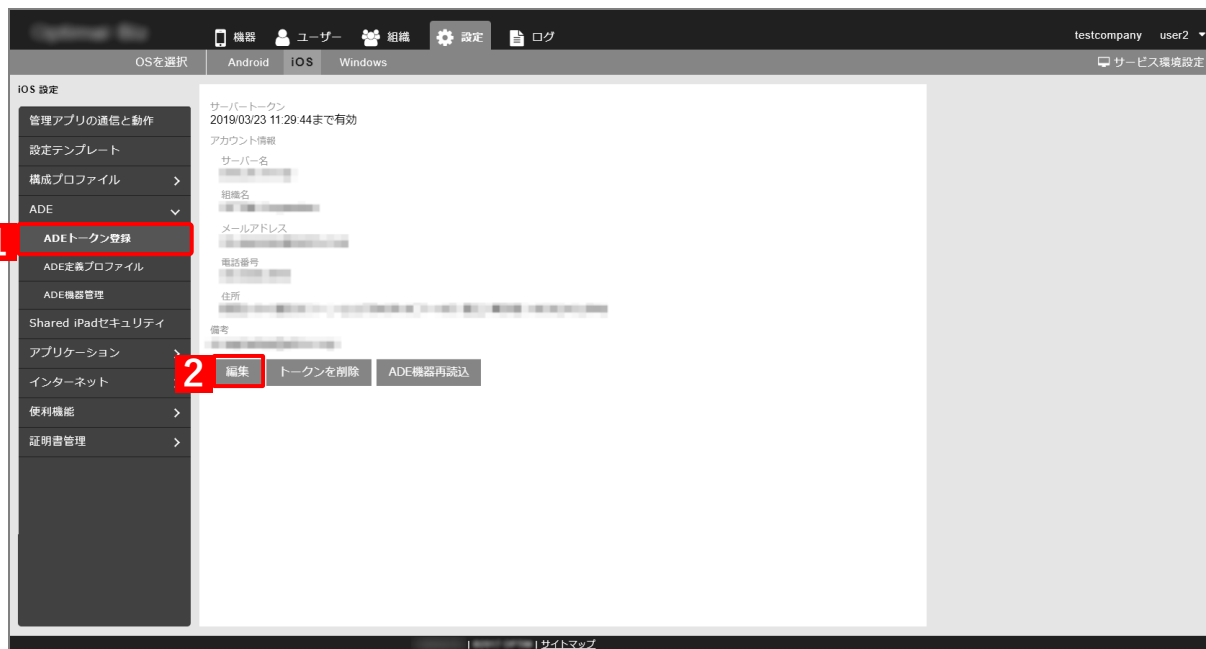 機器 ユーザー 組織 設定 ログ testcompany user2
OSを選択 Android iOS Windows サービス環境設定
iOS 設定
管理アプリの通信と動作
設定テンプレート
構成プロファイル
ADE
1 ADEトークン登録
ADE定義プロファイル
ADE機器管理
Shared iPadセキュリティ
アプリケーション
インターネット
便利機能
証明書管理
サーバートークン
2019/03/23 11:29:44まで有効
アカウント情報
サーバー名
組織名
メールアドレス
電話番号
住所
備考
2 編集 トークンを削除 ADE機器再読込
| | サイトマップ